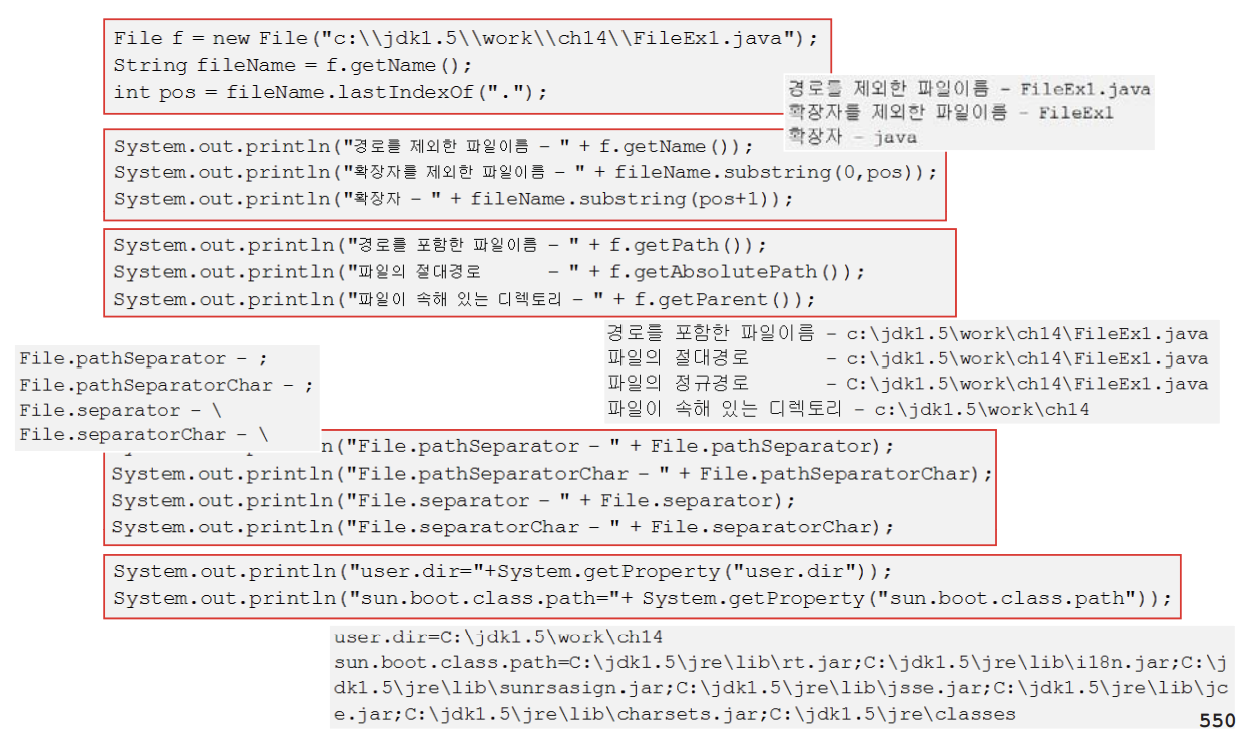 File f = new File("c:\\jdk1.5\\work\\ch14\\FileEx1.java");
String fileName = f.getName();
int pos = fileName.lastIndexOf(".");
경로를 제외한 파일이름 - FileEx1.java
확장자를 제외한 파일이름 - FileEx1
확장자 - java
System.out.println("경로를 제외한 파일이름 - " + f.getName());
System.out.println("확장자를 제외한 파일이름 - " + fileName.substring(0,pos));
System.out.println("확장자 - " + fileName.substring(pos+1));
System.out.println("경로를 포함한 파일이름 - " + f.getPath());
System.out.println("파일의 절대경로 - " + f.getAbsolutePath());
System.out.println("파일이 속해 있는 디렉토리 - " + f.getParent());
경로를 포함한 파일이름 - c:\jdk1.5\work\ch14\FileEx1.java
파일의 절대경로 - c:\jdk1.5\work\ch14\FileEx1.java
파일의 정규경로 - C:\jdk1.5\work\ch14\FileEx1.java
파일이 속해 있는 디렉토리 - c:\jdk1.5\work\ch14
File.pathSeparator - ;
File.pathSeparatorChar - ;
File.separator - \
File.separatorChar - \
n("File.pathSeparator - " + File.pathSeparator);
System.out.println("File.pathSeparatorChar - " + File.pathSeparatorChar);
System.out.println("File.separator - " + File.separator);
System.out.println("File.separatorChar - " + File.separatorChar);
System.out.println("user.dir="+System.getProperty("user.dir"));
System.out.println("sun.boot.class.path="+ System.getProperty("sun.boot.class.path"));
user.dir=C:\jdk1.5\work\ch14
sun.boot.class.path=C:\jdk1.5\jre\lib\rt.jar;C:\jdk1.5\jre\lib\i18n.jar;C:\j
dk1.5\jre\lib\sunrsasign.jar;C:\jdk1.5\jre\lib\jsse.jar;C:\jdk1.5\jre\lib\jc
e.jar;C:\jdk1.5\jre\lib\charsets.jar;C:\jdk1.5\jre\classes
550